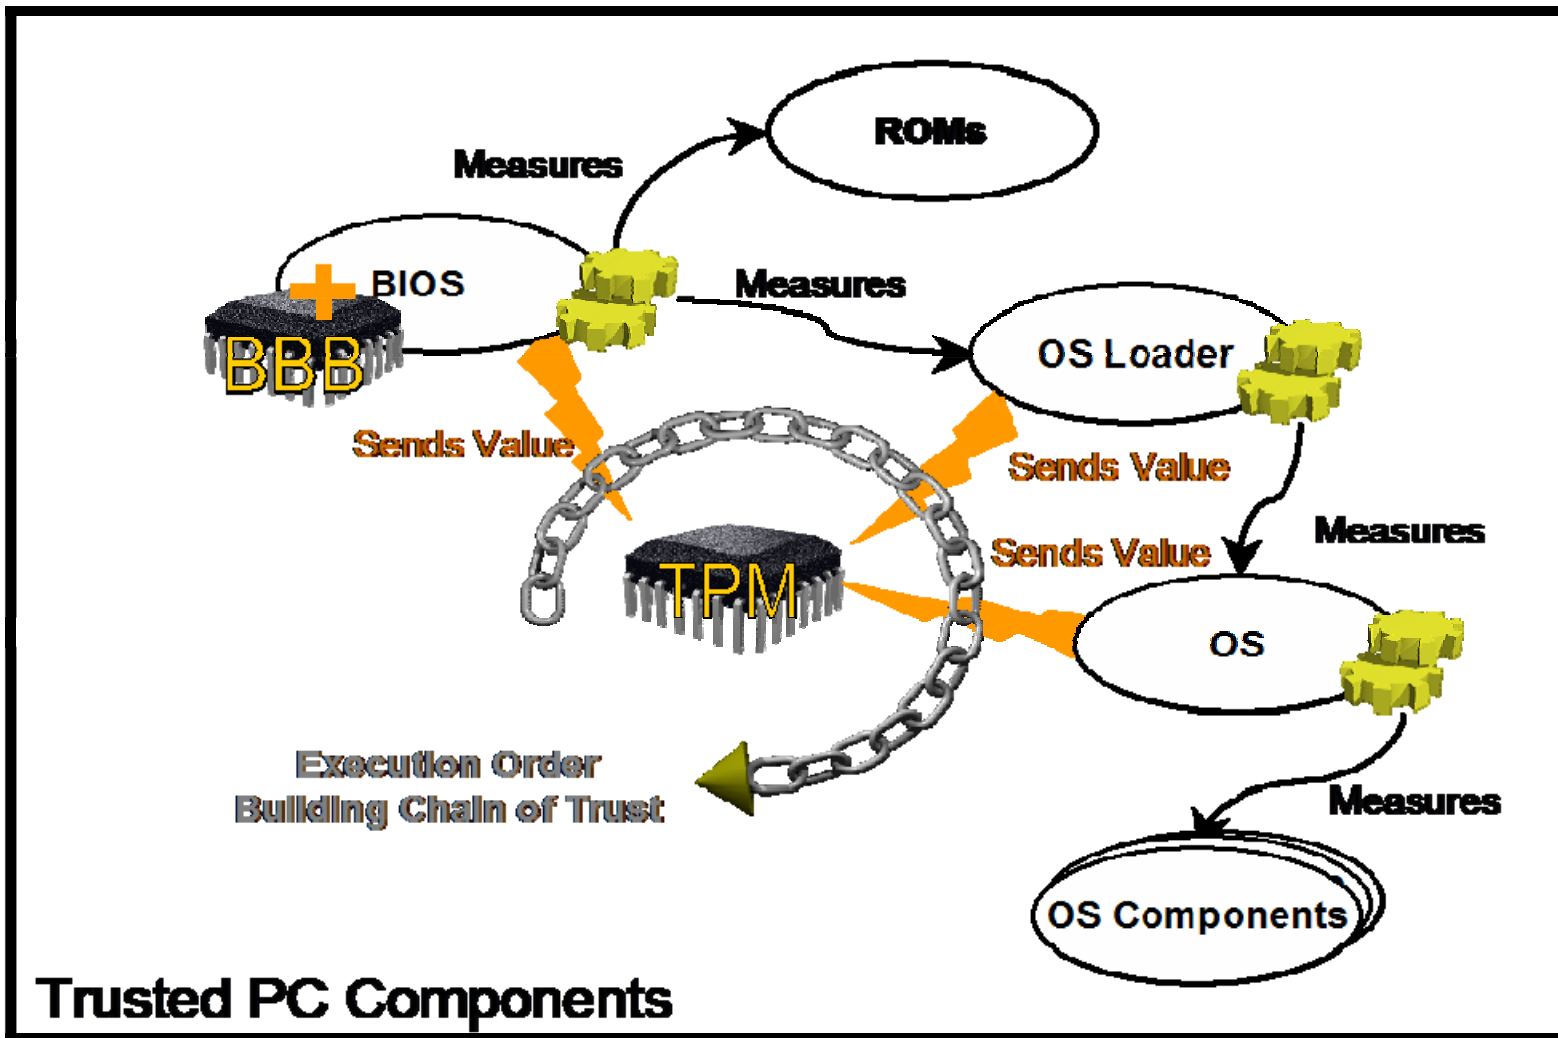 ROMs
Measures
BIOS
Measures
BBB
OS Loader
Sends Value
Sends Value
Measures
Sends Value
TPM
OS
Execution Order
Building Chain of Trust
Measures
OS Components
Trusted PC Components